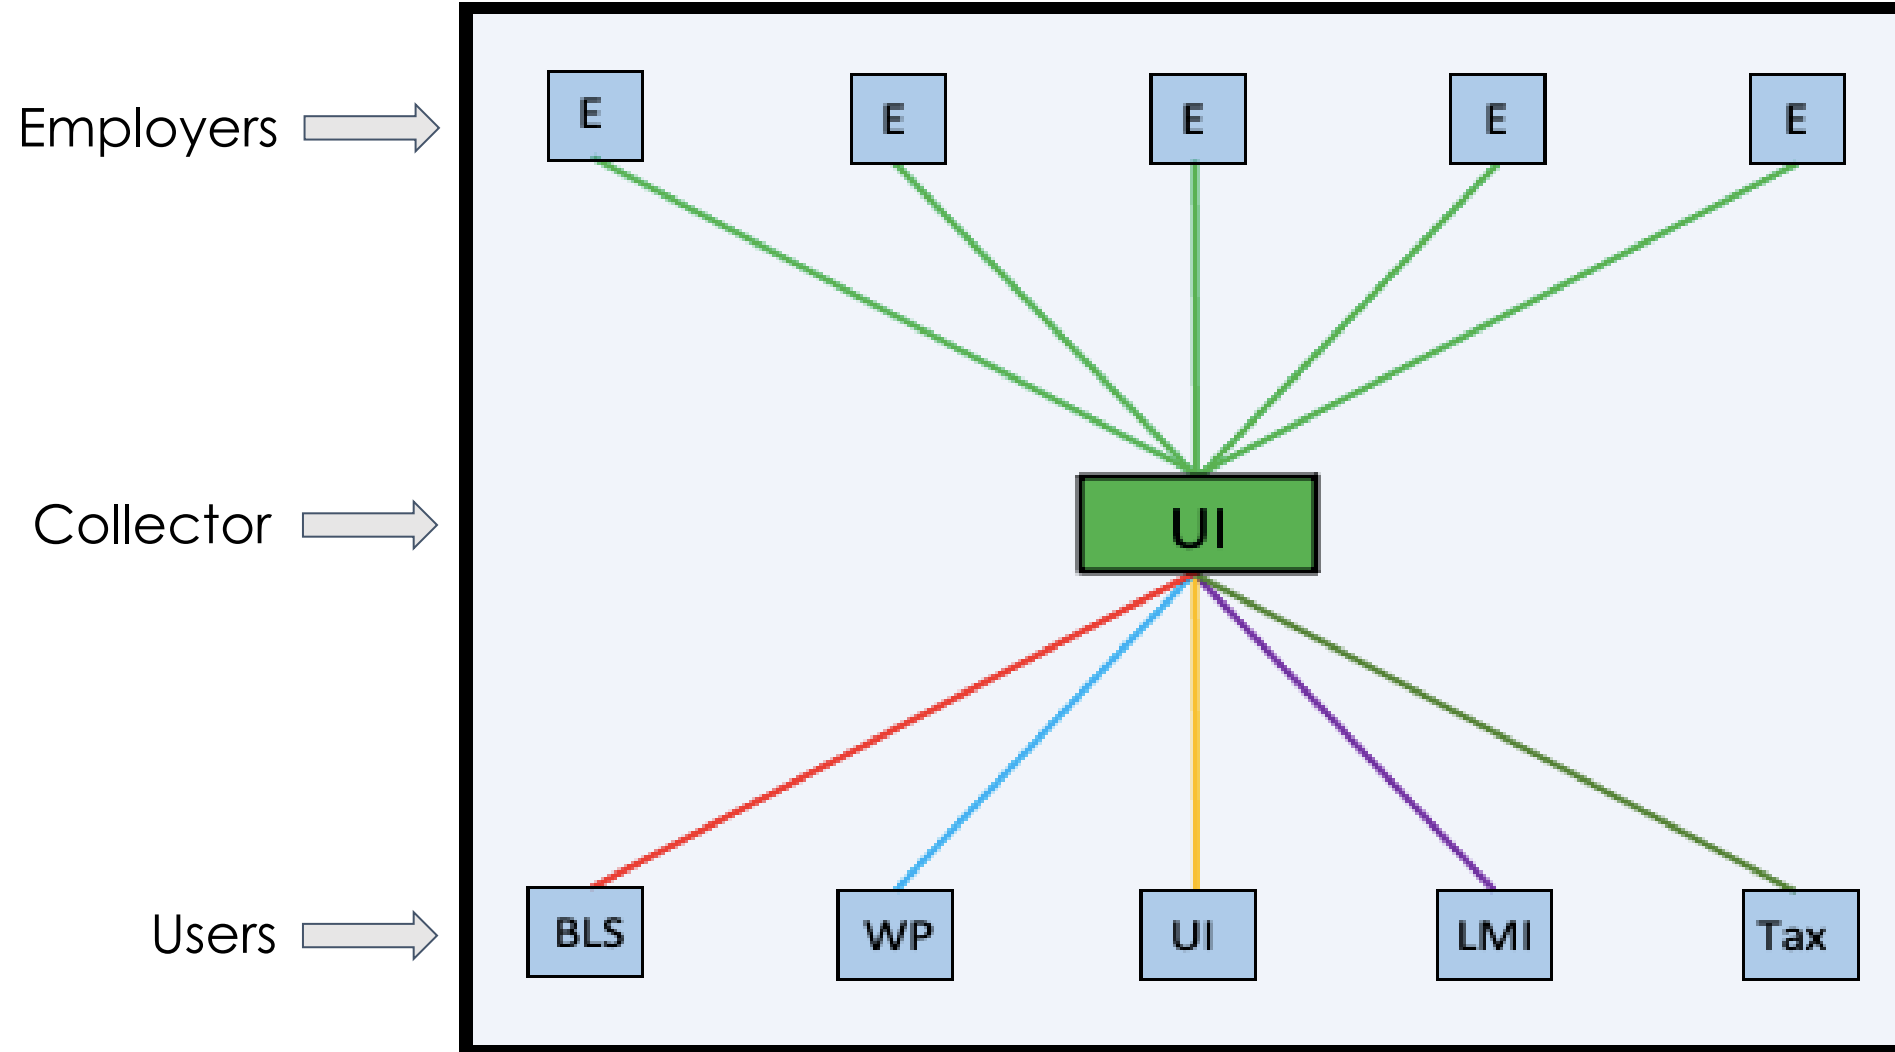 Employers
E
E
E
E
E
Collector
UI
Users
BLS
WP
UI
LMI
Tax